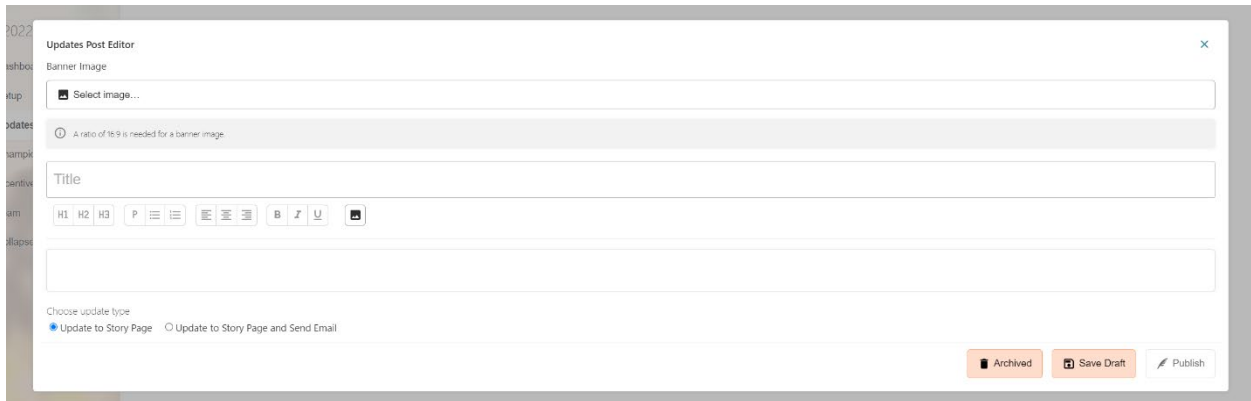 2022
Updates Post Editor
Banner Image
Select image...
A ratio of 16:9 is needed for a banner image.
Title
H1 H2 H3 P B I U
Choose update type
Update to Story Page Update to Story Page and Send Email
Archived Save Draft Publish